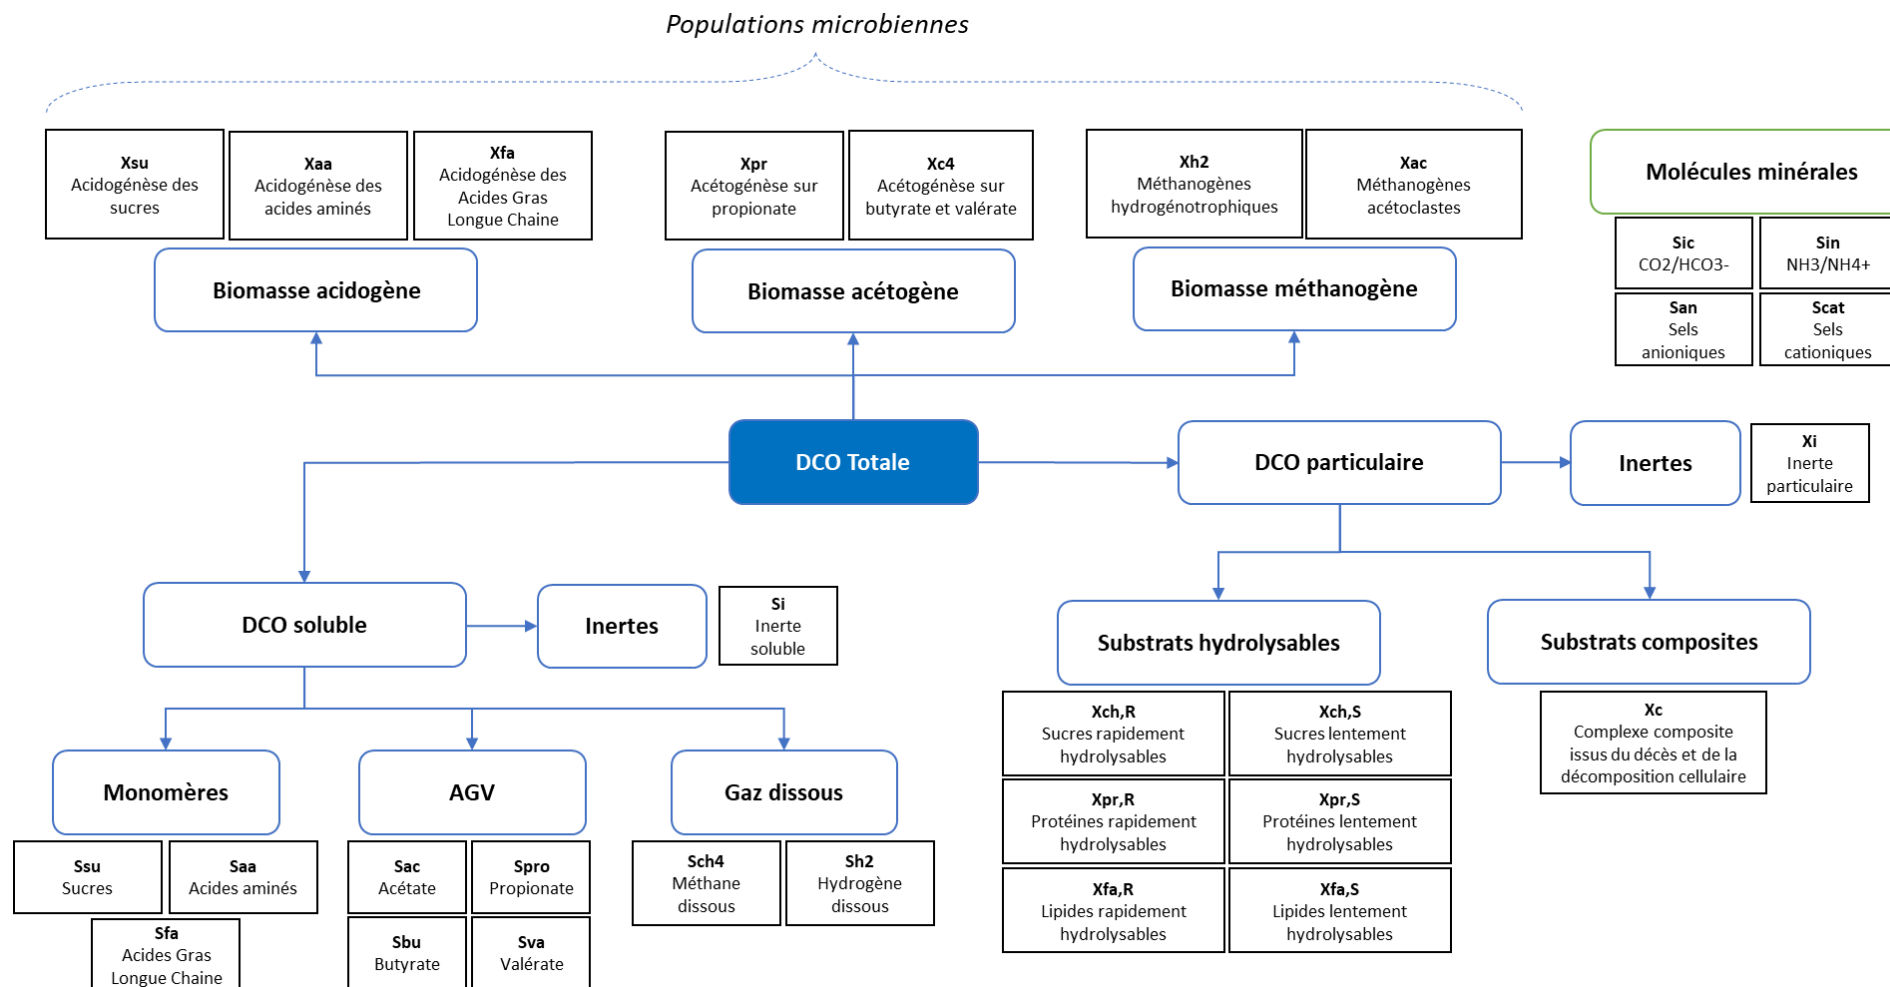 Populations microbiennes
Xsu
Acidogénèse des
sucres
Xaa
Acidogénèse des
acides aminés
Xfa
Acidogénèse des
Acides Gras
Longue Chaine
Xpr
Acétogénèse sur
propionate
Xc4
Acétogénèse sur
butyrate et valérate
Xh2
Méthanogènes
hydrogénotrophiques
Xac
Méthanogènes
acétoclastes
Molécules minérales
Sic
CO2/HCO3-
Sin
NH3/NH4+
San
Sels
anioniques
Scat
Sels
cationiques
Biomasse acidogène
Biomasse acétogène
Biomasse méthanogène
DCO Totale
DCO particulaire
Inertes
Xi
Inerte
particulaire
DCO soluble
Inertes
Si
Inerte
soluble
Substrats hydrolysables
Substrats composites
Xch,R
Sucres rapidement
hydrolysables
Xch,S
Sucres lentement
hydrolysables
Xpr,R
Protéines rapidement
hydrolysables
Xpr,S
Protéines lentement
hydrolysables
Xfa,R
Lipides rapidement
hydrolysables
Xfa,S
Lipides lentement
hydrolysables
Xc
Complexe composite
issus du décès et de la
décomposition cellulaire
Monomères
AGV
Gaz dissous
Ssu
Sucres
Saa
Acides aminés
Sfa
Acides Gras
Longue Chaine
Sac
Acétate
Spro
Propionate
Sbu
Butyrate
Sva
Valérate
Sch4
Méthane
dissous
Sh2
Hydrogène
dissous